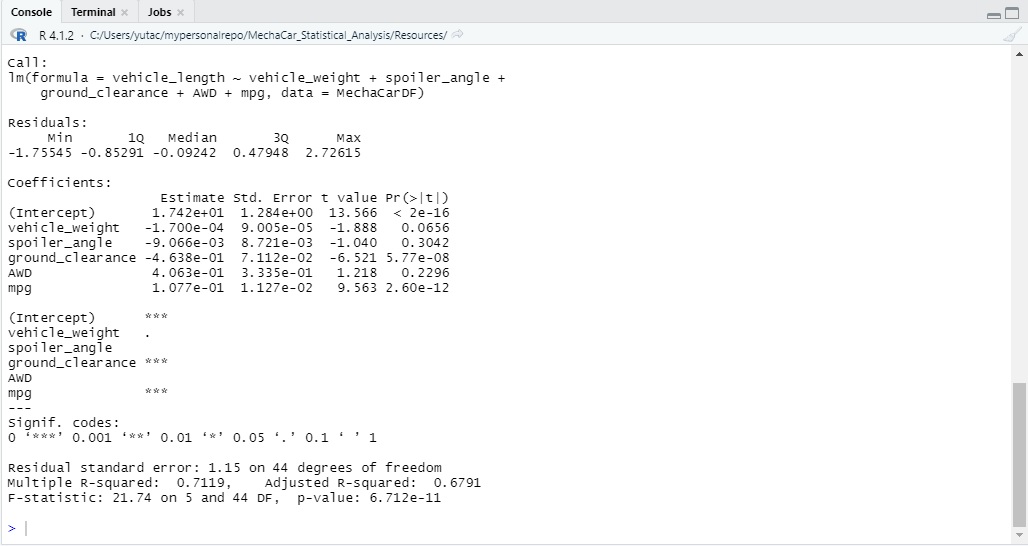 Console Terminal × Jobs ×
R R 4.1.2 · C:/Users/yutac/mypersonalrepo/MechaCar_Statistical_Analysis/Resources/
Call:
lm(formula = vehicle_length ~ vehicle_weight + spoiler_angle +
    ground_clearance + AWD + mpg, data = MechaCarDF)
Residuals:
     Min       1Q   Median       3Q      Max
-1.75545 -0.85291 -0.09242  0.47948  2.72615
Coefficients:
                   Estimate Std. Error t value Pr(>|t|)
(Intercept)       1.742e+01  1.284e+00  13.566  < 2e-16
vehicle_weight   -1.700e-04  9.005e-05  -1.888   0.0656
spoiler_angle    -9.066e-03  8.721e-03  -1.040   0.3042
ground_clearance -4.638e-01  7.112e-02  -6.521 5.77e-08
AWD               4.063e-01  3.335e-01   1.218   0.2296
mpg               1.077e-01  1.127e-02   9.563 2.60e-12
(Intercept)      ***
vehicle_weight   .
spoiler_angle
ground_clearance ***
AWD
mpg              ***
---
Signif. codes:
0 ‘***’ 0.001 ‘**’ 0.01 ‘*’ 0.05 ‘.’ 0.1 ‘ ’ 1
Residual standard error: 1.15 on 44 degrees of freedom
Multiple R-squared:  0.7119,    Adjusted R-squared:  0.6791
F-statistic: 21.74 on 5 and 44 DF,  p-value: 6.712e-11
>